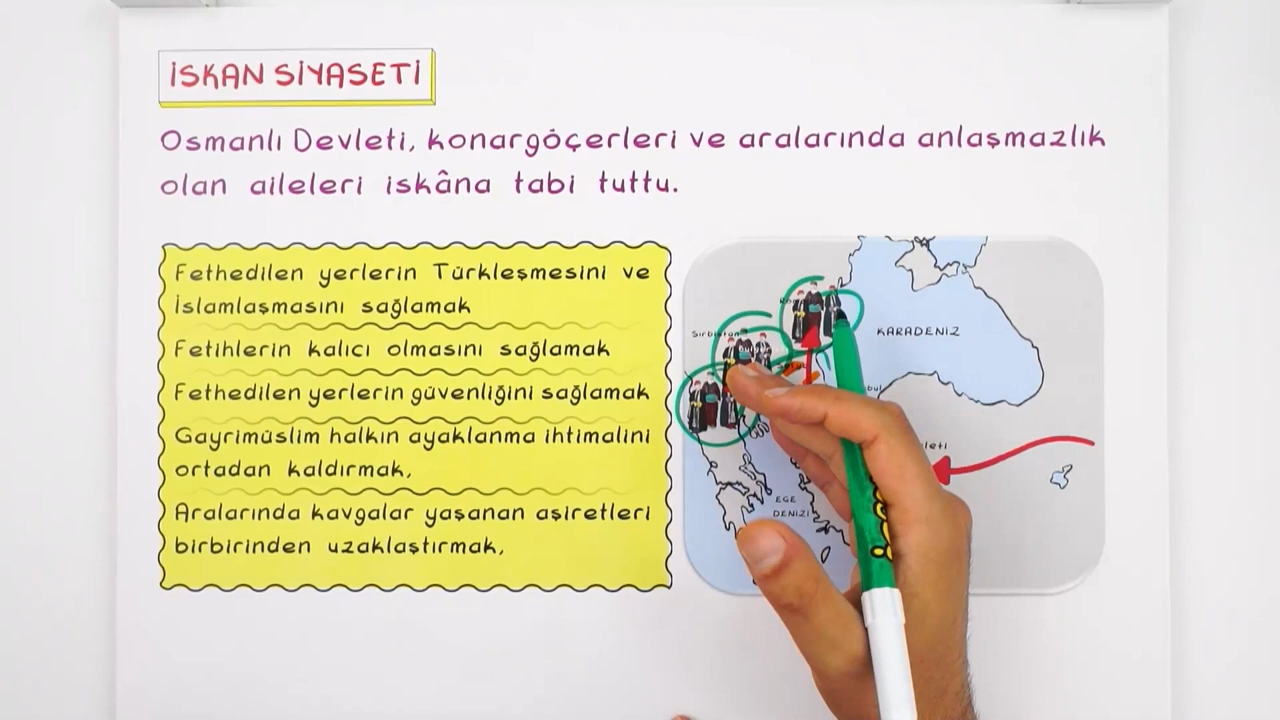 İSKAN SİYASETİ
Osmanlı Devleti, konargöçerleri ve aralarında anlaşmazlık
olan aileleri iskâna tabi tuttu.
Fethedilen yerlerin Türkleşmesini ve
İslamlaşmasını sağlamak
Fetihlerin kalıcı olmasını sağlamak
Fethedilen yerlerin güvenliğini sağlamak
Gayrimüslim halkın ayaklanma ihtimalini
ortadan kaldırmak,
Aralarında kavgalar yaşanan aşiretleri
birbirinden uzaklaştırmak,
Sırbistan
KARADENİZ
EGE
DENİZİ